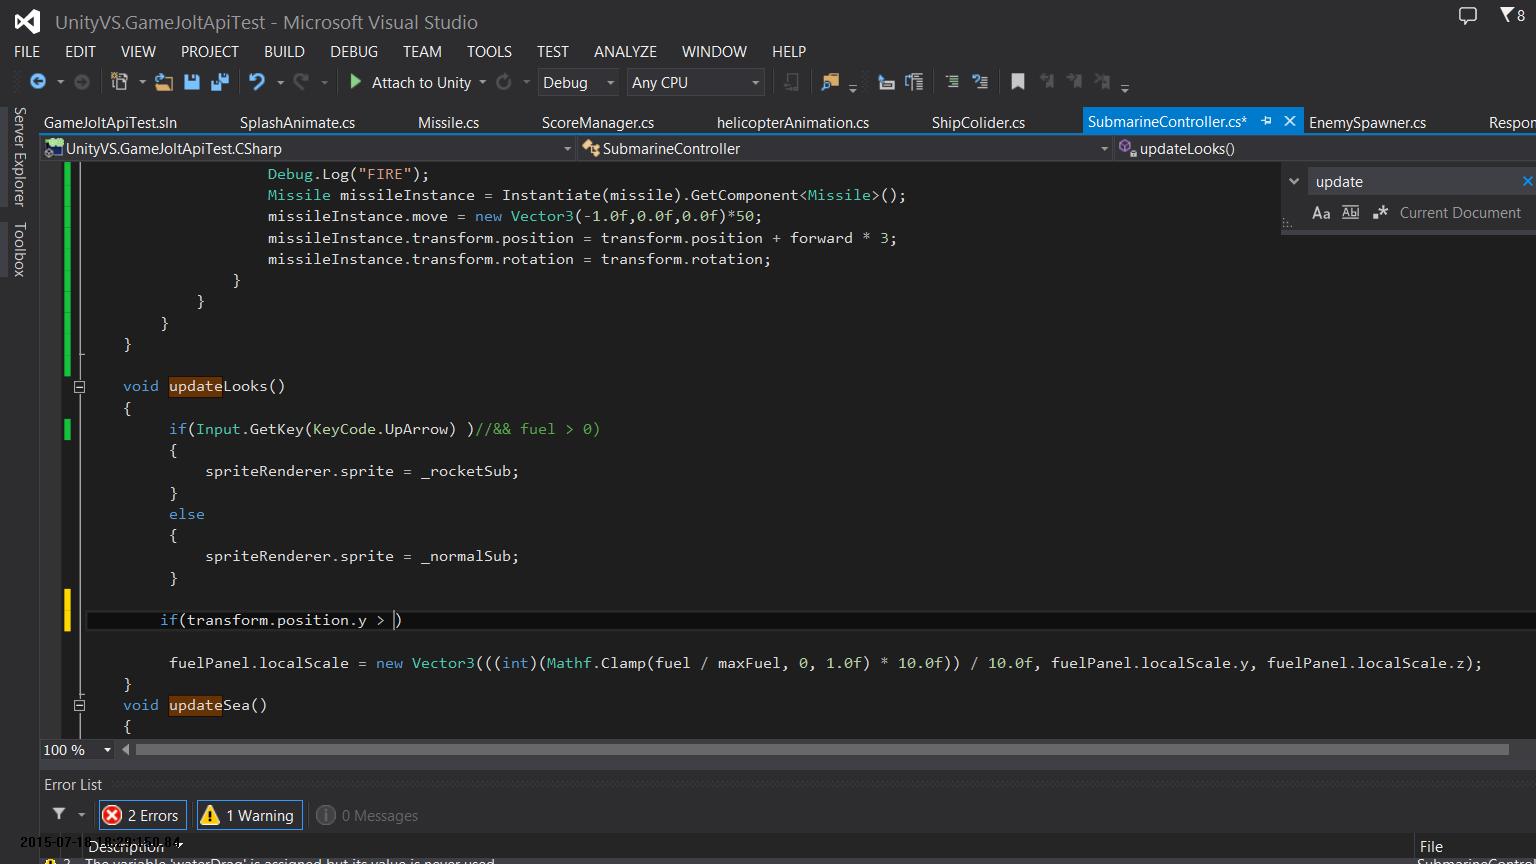 UnityVS.GameJoltApiTest - Microsoft Visual Studio
8
FILE EDIT VIEW PROJECT BUILD DEBUG TEAM TOOLS TEST ANALYZE WINDOW HELP
Attach to Unity Debug Any CPU
Server Explorer
Toolbox
GameJoltApiTest.sln SplashAnimate.cs Missile.cs ScoreManager.cs helicopterAnimation.cs ShipColider.cs SubmarineController.cs* EnemySpawner.cs Respon
UnityVS.GameJoltApiTest.CSharp SubmarineController updateLooks()
update
Aa Abl .* Current Document
Debug.Log("FIRE");
Missile missileInstance = Instantiate(missile).GetComponent<Missile>();
missileInstance.move = new Vector3(-1.0f,0.0f,0.0f)*50;
missileInstance.transform.position = transform.position + forward * 3;
missileInstance.transform.rotation = transform.rotation;
}
}
}
}
void updateLooks()
{
if(Input.GetKey(KeyCode.UpArrow) )//&& fuel > 0)
{
spriteRenderer.sprite = _rocketSub;
}
else
{
spriteRenderer.sprite = _normalSub;
}
if(transform.position.y > )
fuelPanel.localScale = new Vector3(((int)(Mathf.Clamp(fuel / maxFuel, 0, 1.0f) * 10.0f)) / 10.0f, fuelPanel.localScale.y, fuelPanel.localScale.z);
}
void updateSea()
{
100 %
Error List
2 Errors 1 Warning 0 Messages
Description File
The variable 'waterDrag' is assigned but its value is never used SubmarineContro